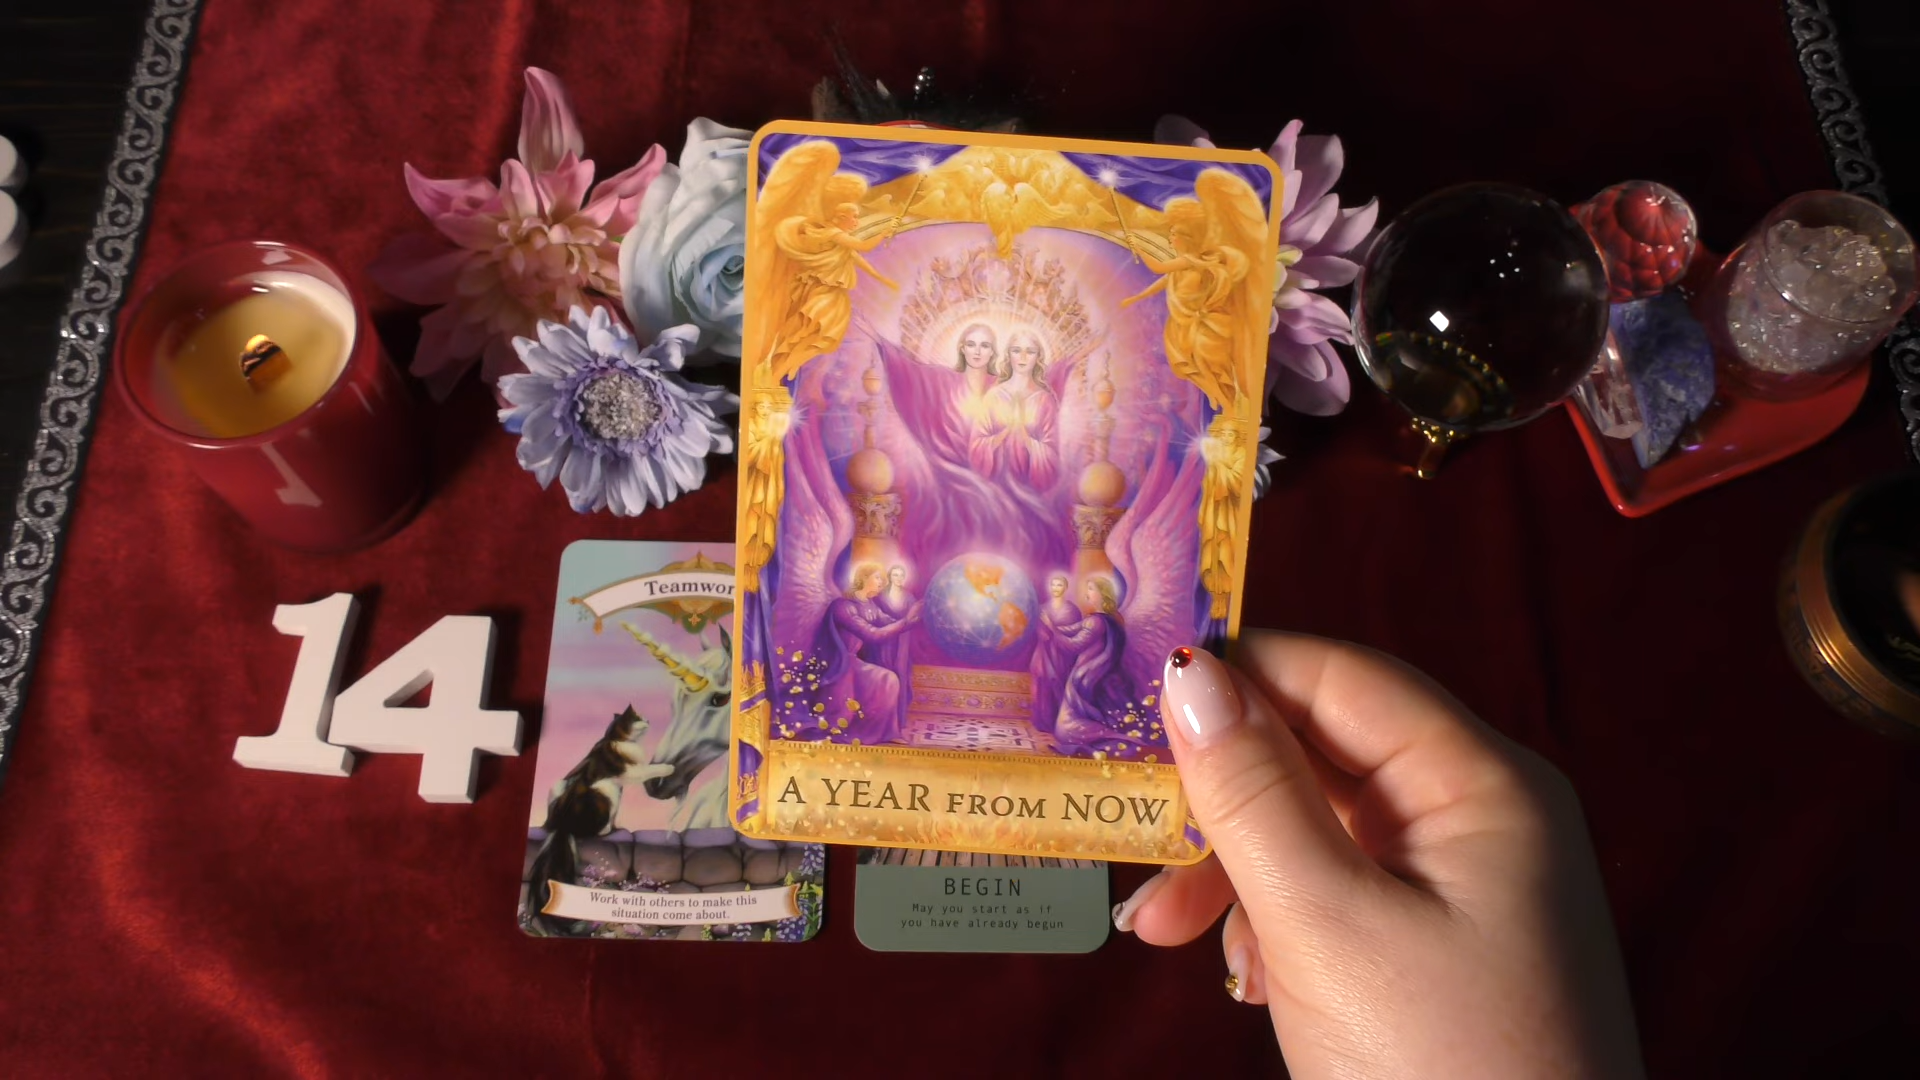 14
Teamwor
A YEAR FROM NOW
Work with others to make this
situation come about.
BEGIN
May you start as if
you have already begun